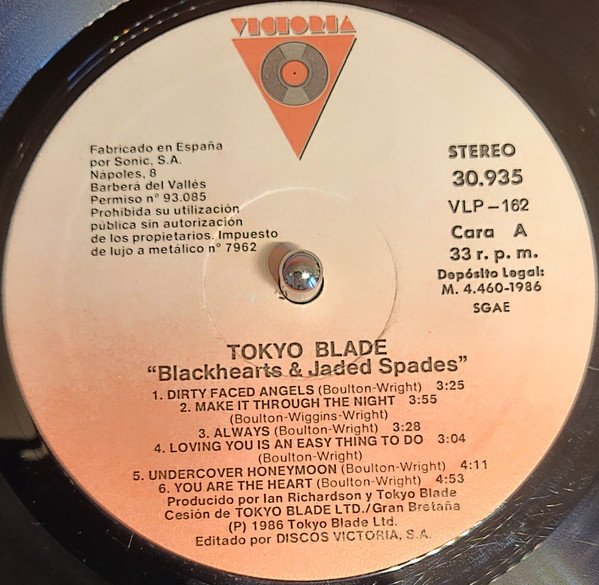 VICTORIA
Fabricado en España
por Sonic, S.A.
Nápoles, 8
Barberá del Vallés
Permiso n° 93.085
Prohibida su utilización
pública sin autorización
de los propietarios. Impuesto
de lujo a metálico n° 7962
STEREO
30.935
VLP-162
Cara A
33 r. p. m.
Depósito Legal:
M. 4.460-1986
SGAE
TOKYO BLADE
"Blackhearts & Jaded Spades"
1. DIRTY FACED ANGELS (Boulton-Wright) 3:25
2. MAKE IT THROUGH THE NIGHT 3:55
(Boulton-Wiggins-Wright)
3. ALWAYS (Boulton-Wright) 3:28
4. LOVING YOU IS AN EASY THING TO DO 3:04
(Boulton-Wright)
5. UNDERCOVER HONEYMOON (Boulton-Wright) 4:11
6. YOU ARE THE HEART (Boulton-Wright) 4:53
Producido por Ian Richardson y Tokyo Blade
Cesión de TOKYO BLADE LTD./Gran Bretaña
(P) 1986 Tokyo Blade Ltd.
Editado por DISCOS VICTORIA, S.A.